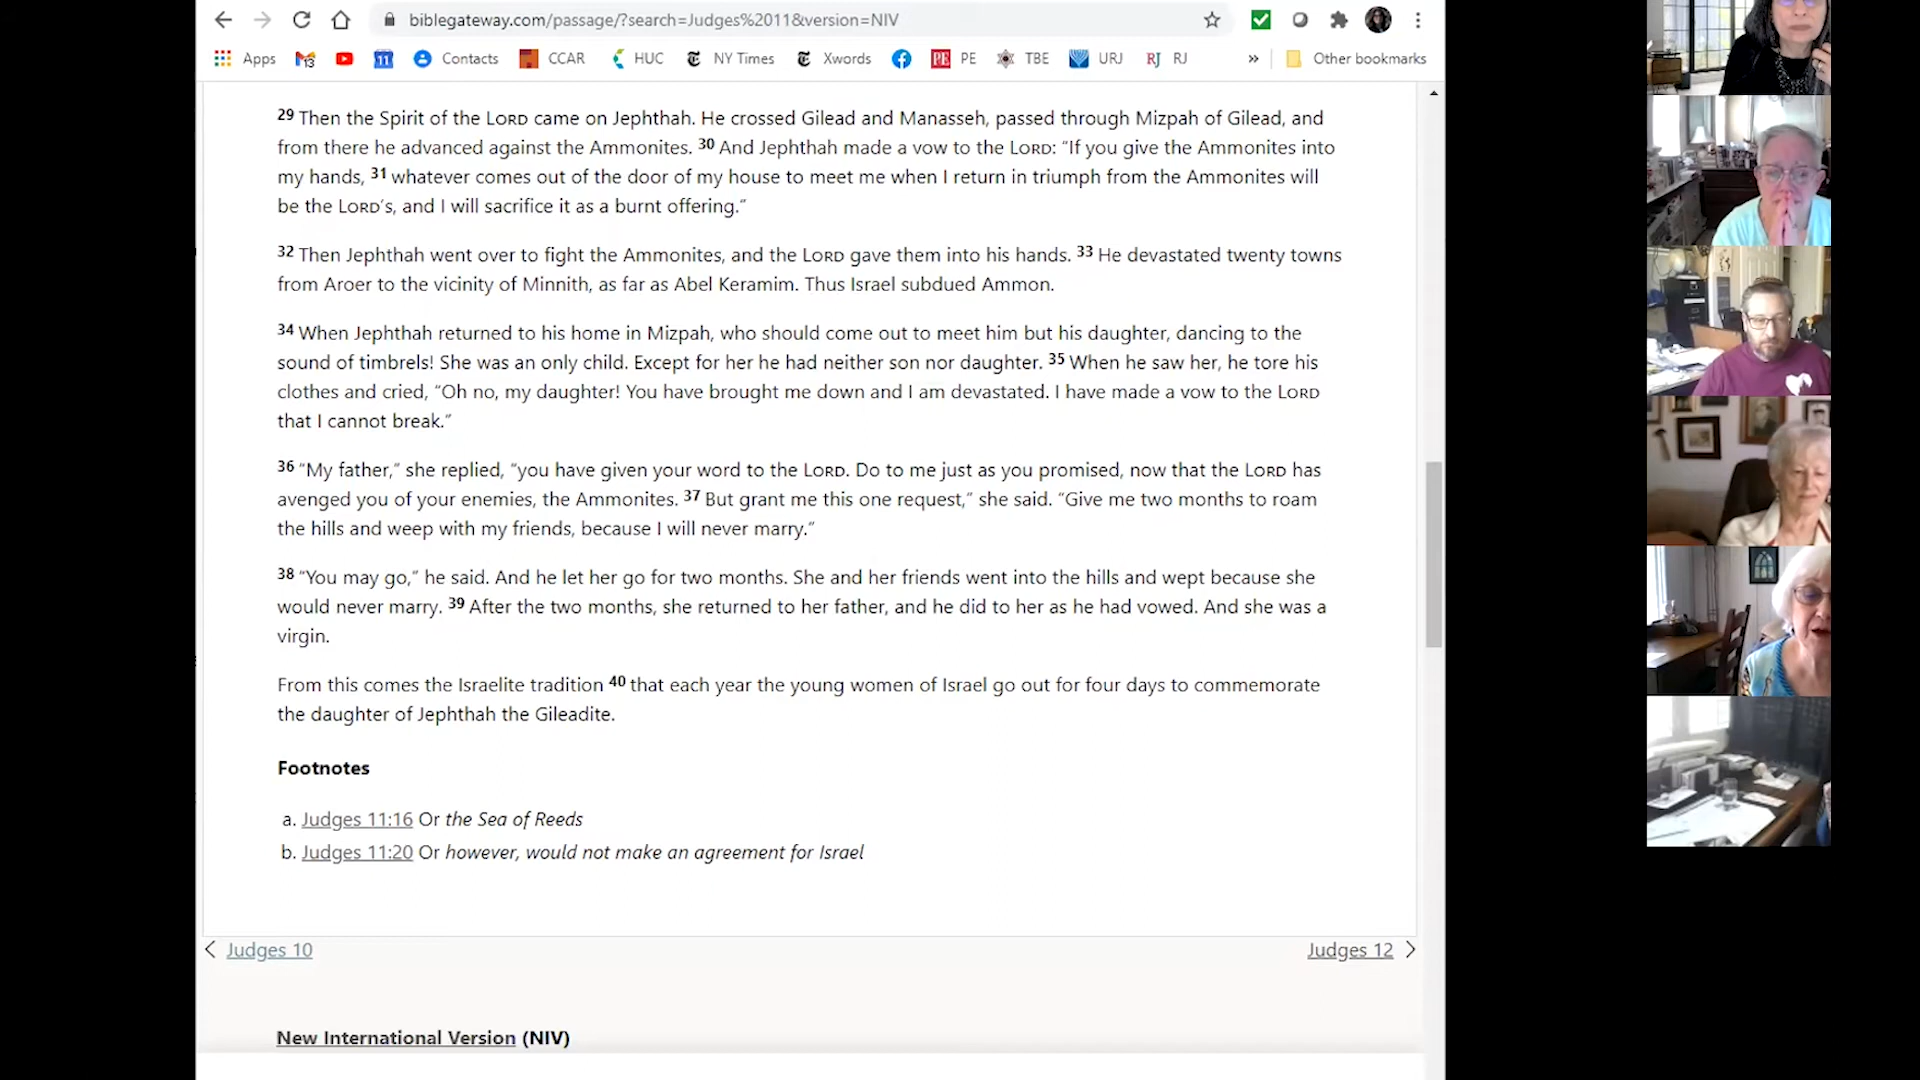 biblegateway.com/passage/?search=Judges%2011&version=NIV
Apps 13 11 Contacts CCAR HUC NY Times Xwords PE PE TBE URJ RJ RJ » Other bookmarks
29 Then the Spirit of the LORD came on Jephthah. He crossed Gilead and Manasseh, passed through Mizpah of Gilead, and
from there he advanced against the Ammonites. 30 And Jephthah made a vow to the LORD: “If you give the Ammonites into
my hands, 31 whatever comes out of the door of my house to meet me when I return in triumph from the Ammonites will
be the LORD’s, and I will sacrifice it as a burnt offering.”
32 Then Jephthah went over to fight the Ammonites, and the LORD gave them into his hands. 33 He devastated twenty towns
from Aroer to the vicinity of Minnith, as far as Abel Keramim. Thus Israel subdued Ammon.
34 When Jephthah returned to his home in Mizpah, who should come out to meet him but his daughter, dancing to the
sound of timbrels! She was an only child. Except for her he had neither son nor daughter. 35 When he saw her, he tore his
clothes and cried, “Oh no, my daughter! You have brought me down and I am devastated. I have made a vow to the LORD
that I cannot break.”
36 “My father,” she replied, “you have given your word to the LORD. Do to me just as you promised, now that the LORD has
avenged you of your enemies, the Ammonites. 37 But grant me this one request,” she said. “Give me two months to roam
the hills and weep with my friends, because I will never marry.”
38 “You may go,” he said. And he let her go for two months. She and her friends went into the hills and wept because she
would never marry. 39 After the two months, she returned to her father, and he did to her as he had vowed. And she was a
virgin.
From this comes the Israelite tradition 40 that each year the young women of Israel go out for four days to commemorate
the daughter of Jephthah the Gileadite.
Footnotes
a. Judges 11:16 Or the Sea of Reeds
b. Judges 11:20 Or however, would not make an agreement for Israel
Judges 10
Judges 12
New International Version (NIV)